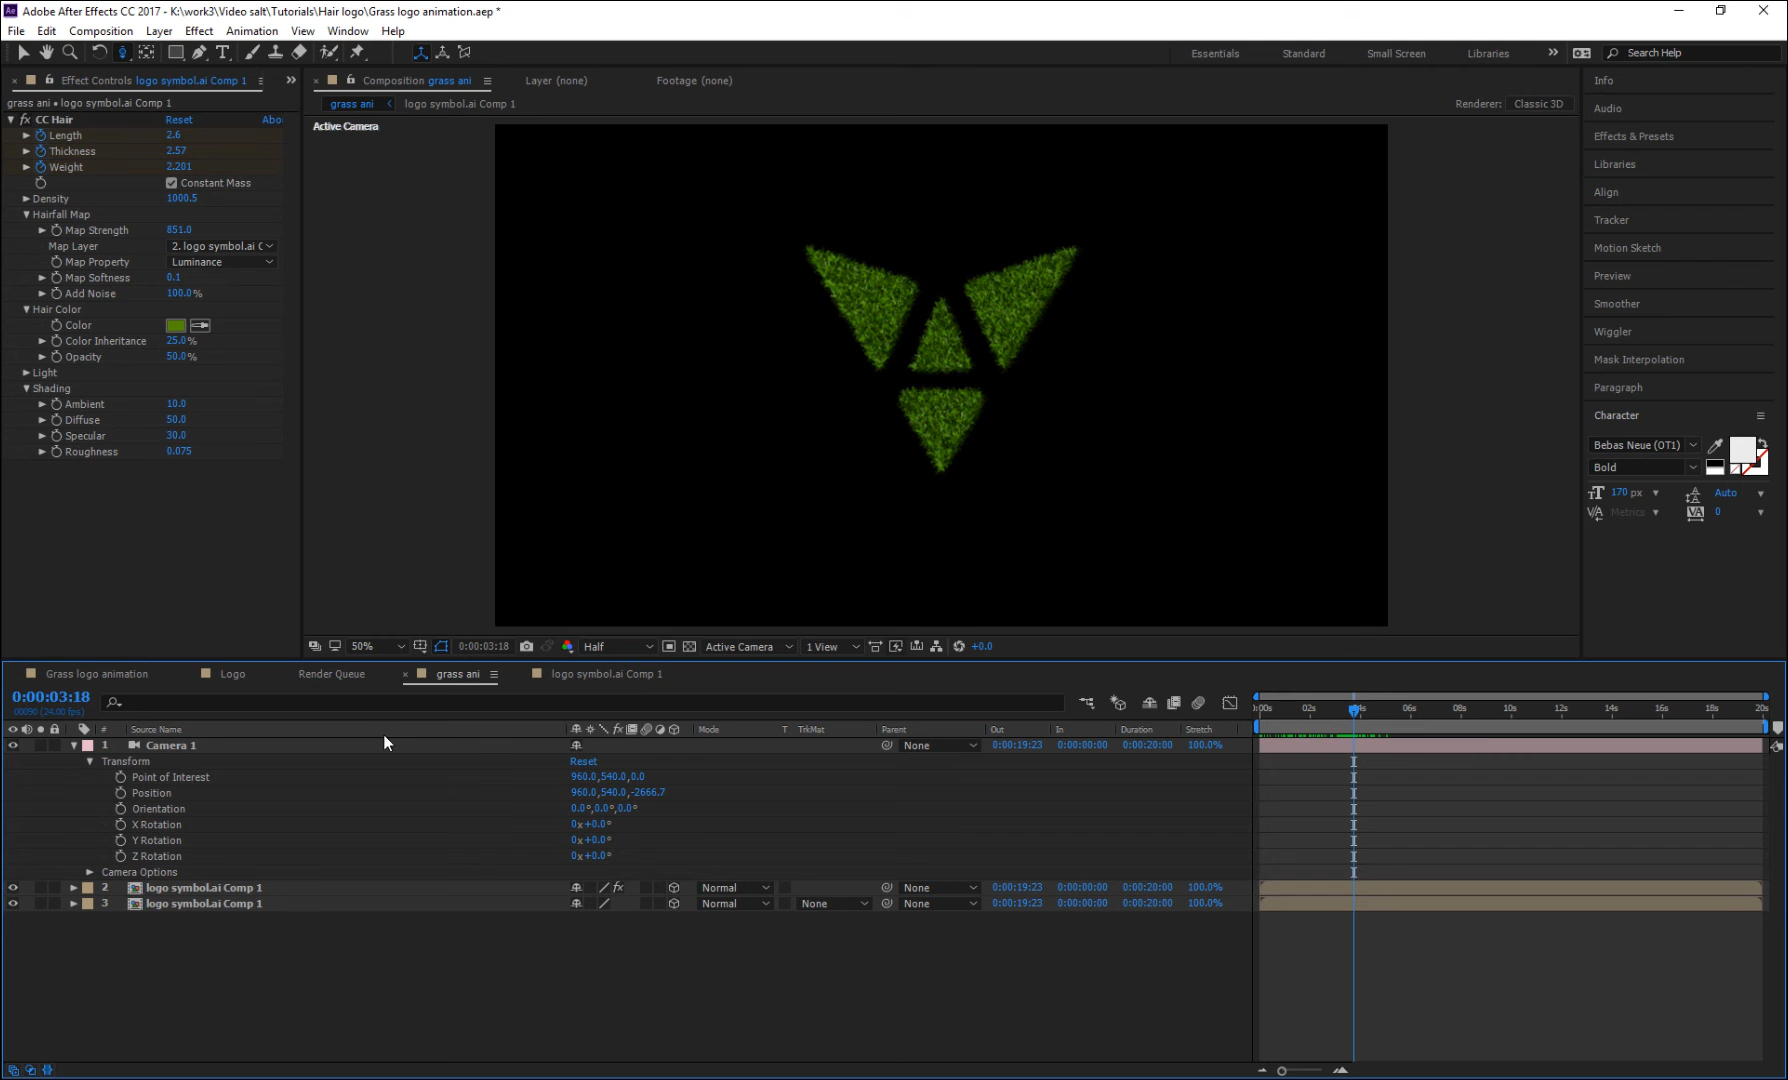 Adobe After Effects CC 2017 - K:\work3\Video salt\Tutorials\Hair logo\Grass logo animation.aep *
File Edit Composition Layer Effect Animation View Window Help
Essentials Standard Small Screen Libraries Search Help
Effect Controls logo symbol.ai Comp 1
Composition grass ani Layer (none) Footage (none)
grass ani • logo symbol.ai Comp 1
grass ani logo symbol.ai Comp 1 Renderer: Classic 3D
Active Camera
fx CC Hair Reset Abo
Length 2.6
Thickness 2.57
Weight 2.201
Constant Mass
Density 1000.5
Hairfall Map
Map Strength 851.0
Map Layer 2. logo symbol.ai C
Map Property Luminance
Map Softness 0.1
Add Noise 100.0%
Hair Color
Color
Color Inheritance 25.0%
Opacity 50.0%
Light
Shading
Ambient 10.0
Diffuse 50.0
Specular 30.0
Roughness 0.075
Info
Audio
Effects & Presets
Libraries
Align
Tracker
Motion Sketch
Preview
Smoother
Wiggler
Mask Interpolation
Paragraph
Character
Bebas Neue (OT1)
Bold
170 px Auto
Metrics 0
50% 0:00:03:18 Half Active Camera 1 View +0.0
Grass logo animation Logo Render Queue grass ani logo symbol.ai Comp 1
0:00:03:18
00090 (24.00 fps)
:00s 02s 04s 06s 08s 10s 12s 14s 16s 18s 20s
# Source Name Mode T TrkMat Parent Out In Duration Stretch
1 Camera 1 None 0:00:19:23 0:00:00:00 0:00:20:00 100.0%
Transform Reset
Point of Interest 960.0,540.0,0.0
Position 960.0,540.0,-2666.7
Orientation 0.0°,0.0°,0.0°
X Rotation 0x+0.0°
Y Rotation 0x+0.0°
Z Rotation 0x+0.0°
Camera Options
2 logo symbol.ai Comp 1 fx Normal None 0:00:19:23 0:00:00:00 0:00:20:00 100.0%
3 logo symbol.ai Comp 1 Normal None None 0:00:19:23 0:00:00:00 0:00:20:00 100.0%